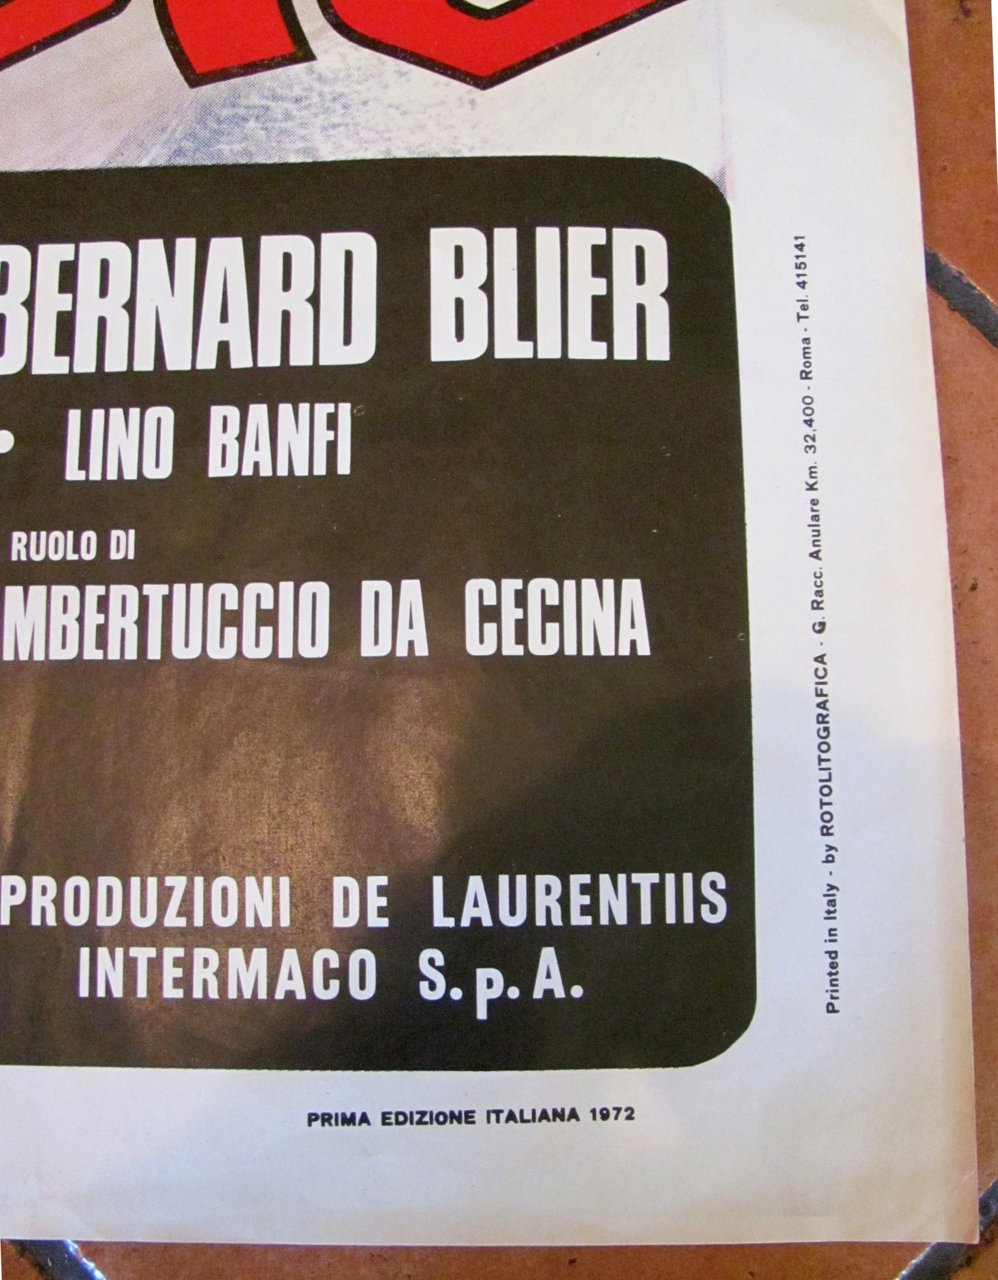 BERNARD BLIER
• LINO BANFI
RUOLO DI
MBERTUCCIO DA CECINA
PRODUZIONI DE LAURENTIIS
INTERMACO S.p.A.
PRIMA EDIZIONE ITALIANA 1972
Printed in Italy - by ROTOLITOGRAFICA - G. Racc. Anulare Km. 32,400 - Roma - Tel. 415141